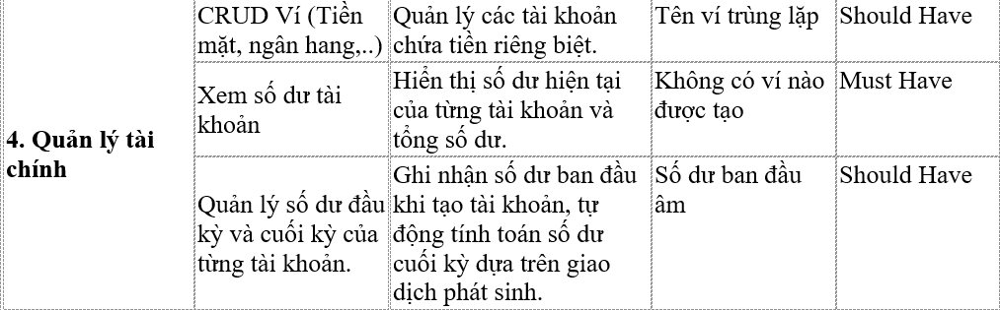 CRUD Ví (Tiền
mặt, ngân hang,..)
Quản lý các tài khoản
chứa tiền riêng biệt.
Tên ví trùng lặp
Should Have
4. Quản lý tài
chính
Xem số dư tài
khoản
Hiển thị số dư hiện tại
của từng tài khoản và
tổng số dư.
Không có ví nào
được tạo
Must Have
Quản lý số dư đầu
kỳ và cuối kỳ của
từng tài khoản.
Ghi nhận số dư ban đầu
khi tạo tài khoản, tự
động tính toán số dư
cuối kỳ dựa trên giao
dịch phát sinh.
Số dư ban đầu
âm
Should Have